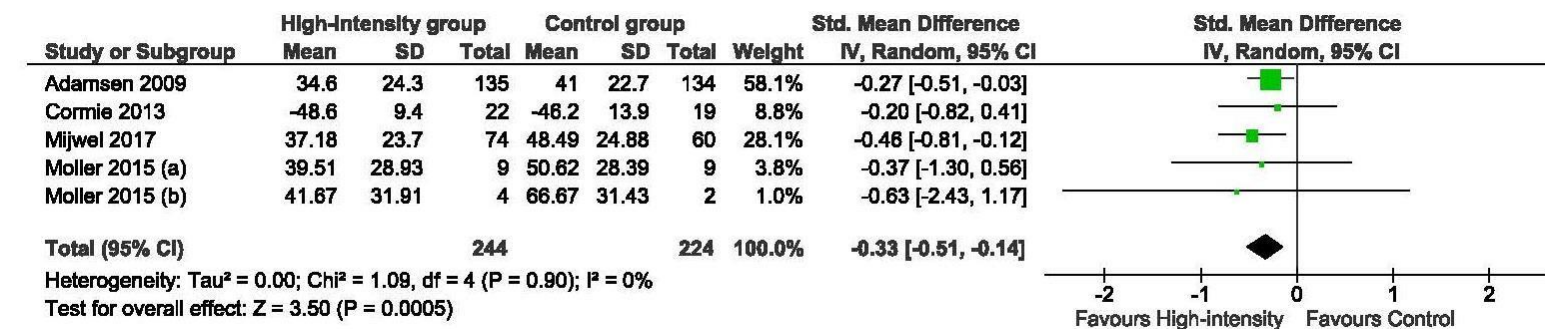 High-intensity group Control group Std. Mean Difference Std. Mean Difference
Study or Subgroup Mean SD Total Mean SD Total Weight IV, Random, 95% CI IV, Random, 95% CI
Adamsen 2009 34.6 24.3 135 41 22.7 134 58.1% -0.27 [-0.51, -0.03]
Cormie 2013 -48.6 9.4 22 -46.2 13.9 19 8.8% -0.20 [-0.82, 0.41]
Mijwel 2017 37.18 23.7 74 48.49 24.88 60 28.1% -0.46 [-0.81, -0.12]
Moller 2015 (a) 39.51 28.93 9 50.62 28.39 9 3.8% -0.37 [-1.30, 0.56]
Moller 2015 (b) 41.67 31.91 4 66.67 31.43 2 1.0% -0.63 [-2.43, 1.17]
Total (95% CI) 244 224 100.0% -0.33 [-0.51, -0.14]
Heterogeneity: Tau² = 0.00; Chi² = 1.09, df = 4 (P = 0.90); I² = 0%
Test for overall effect: Z = 3.50 (P = 0.0005)
-2 -1 0 1 2
Favours High-intensity Favours Control